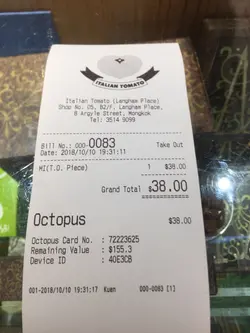 ITALIAN TOMATO
Italian Tomato (Langham Place)
Shop No. 05, B2/F, Langham Place,
8 Argyle Street, Mongkok
Tel: 3514 9099
Bill No.:000-0083 Take Out
Date: 2018/10/10 19:31:11
MI(T.O. Piece) 1 $38.00
Grand Total $38.00
Octopus $38.00
Octopus Card No. : 72223625
Remaining Value : $155.3
Device ID : 40E3CB
001-2018/10/10 19:31:17 Kuan 000-0083 [1]